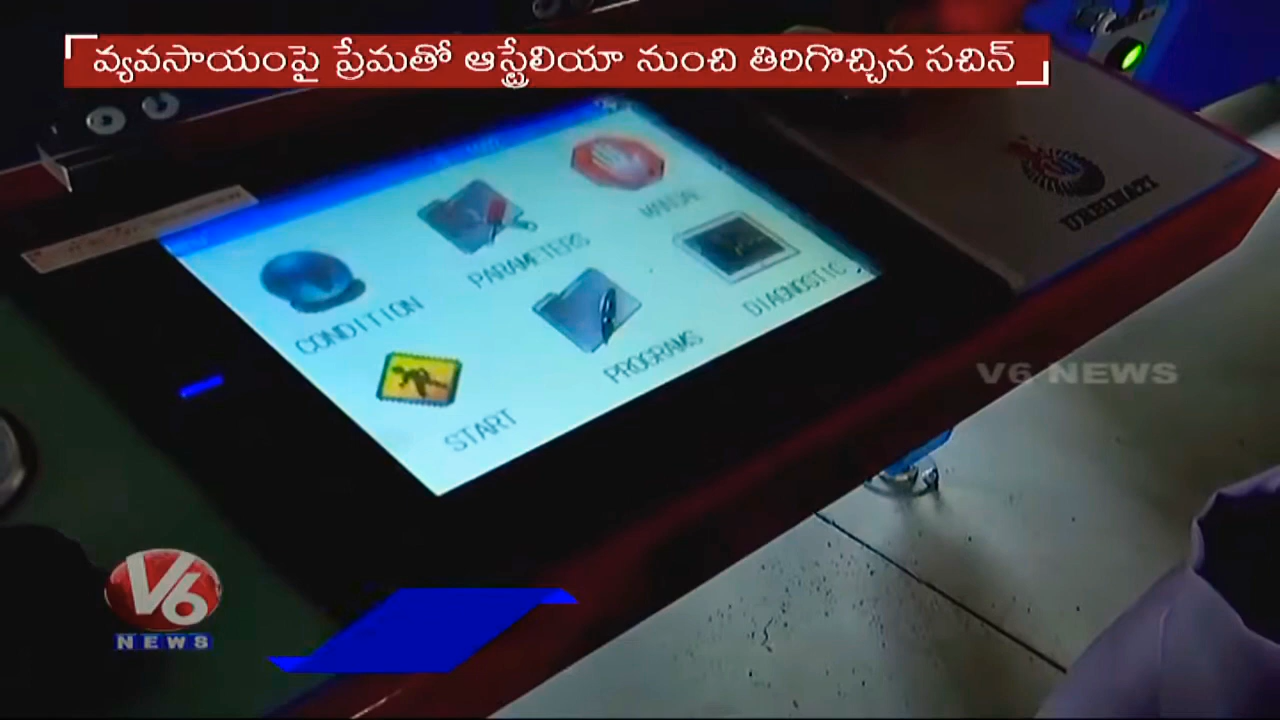 వ్యవసాయంపై ప్రేమతో ఆస్ట్రేలియా నుంచి తిరిగొచ్చిన సచిన్
MANUAL
PARAMETERS
DIAGNOSTIC
CONDITION
PROGRAMS
START
V6 NEWS
V6
NEWS